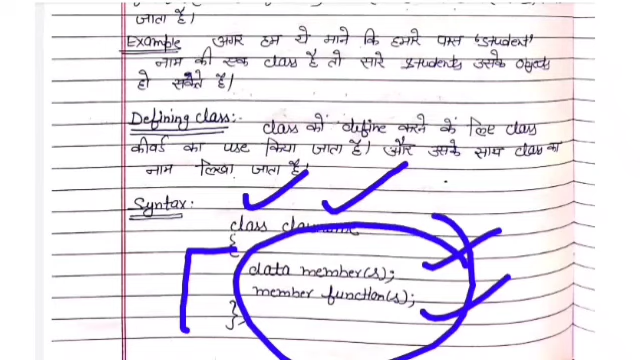 जाता है।
Example अगर हम ये माने कि हमारे पास 'student'
नाम की एक class है तो सारे students उसके objects
हो सकते है।
Defining class:-
class को define करने के लिए class
कीवर्ड का use किया जाता है। और उसके साथ class का
नाम लिखा जाता है।
Syntax:
class classname
{
data member(s);
member function(s);
}